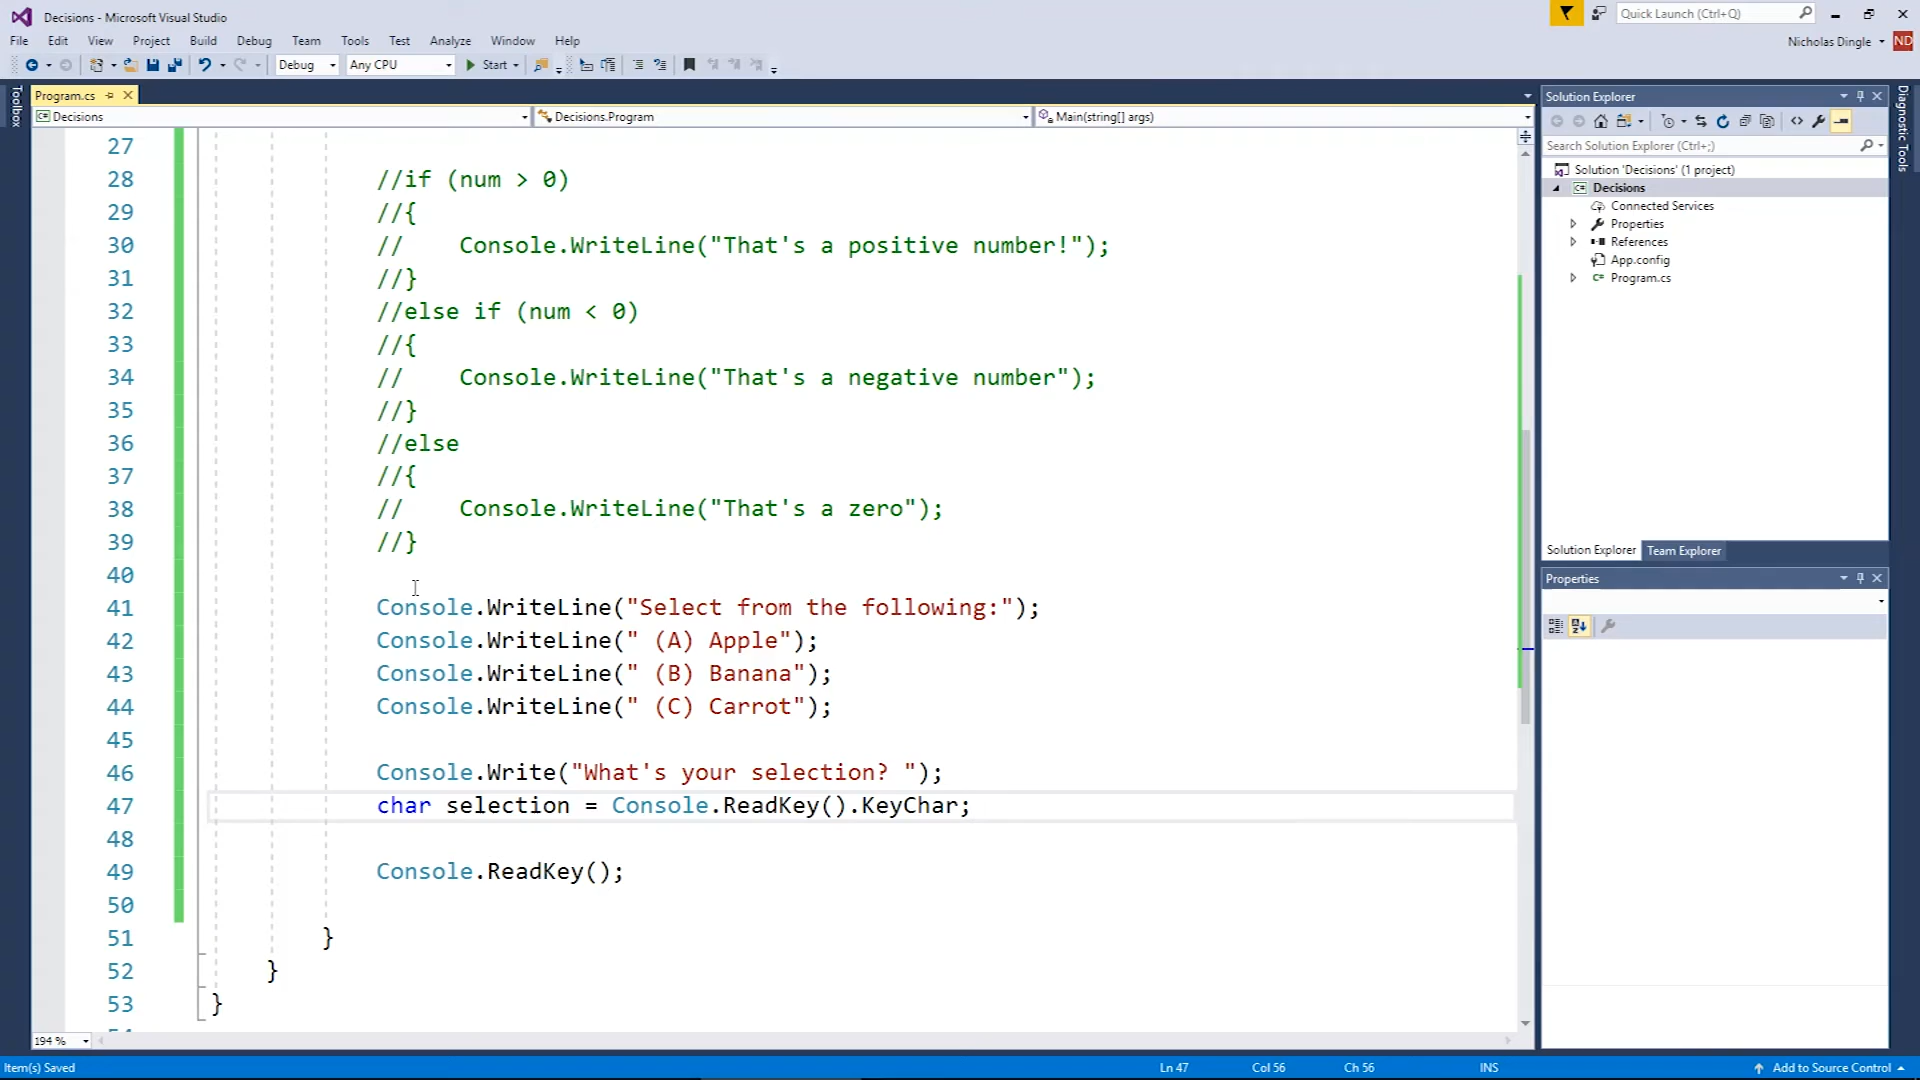 Decisions - Microsoft Visual Studio
Quick Launch (Ctrl+Q)
File Edit View Project Build Debug Team Tools Test Analyze Window Help
Nicholas Dingle ND
Debug Any CPU Start
Toolbox
Program.cs
Decisions Decisions.Program Main(string[] args)
27
28 //if (num > 0)
29 //{
30 // Console.WriteLine("That's a positive number!");
31 //}
32 //else if (num < 0)
33 //{
34 // Console.WriteLine("That's a negative number");
35 //}
36 //else
37 //{
38 // Console.WriteLine("That's a zero");
39 //}
40
41 Console.WriteLine("Select from the following:");
42 Console.WriteLine(" (A) Apple");
43 Console.WriteLine(" (B) Banana");
44 Console.WriteLine(" (C) Carrot");
45
46 Console.Write("What's your selection? ");
47 char selection = Console.ReadKey().KeyChar;
48
49 Console.ReadKey();
50
51 }
52 }
53 }
194 %
Solution Explorer
Search Solution Explorer (Ctrl+;)
Solution 'Decisions' (1 project)
Decisions
Connected Services
Properties
References
App.config
Program.cs
Solution Explorer Team Explorer
Properties
Diagnostic Tools
Item(s) Saved Ln 47 Col 56 Ch 56 INS Add to Source Control